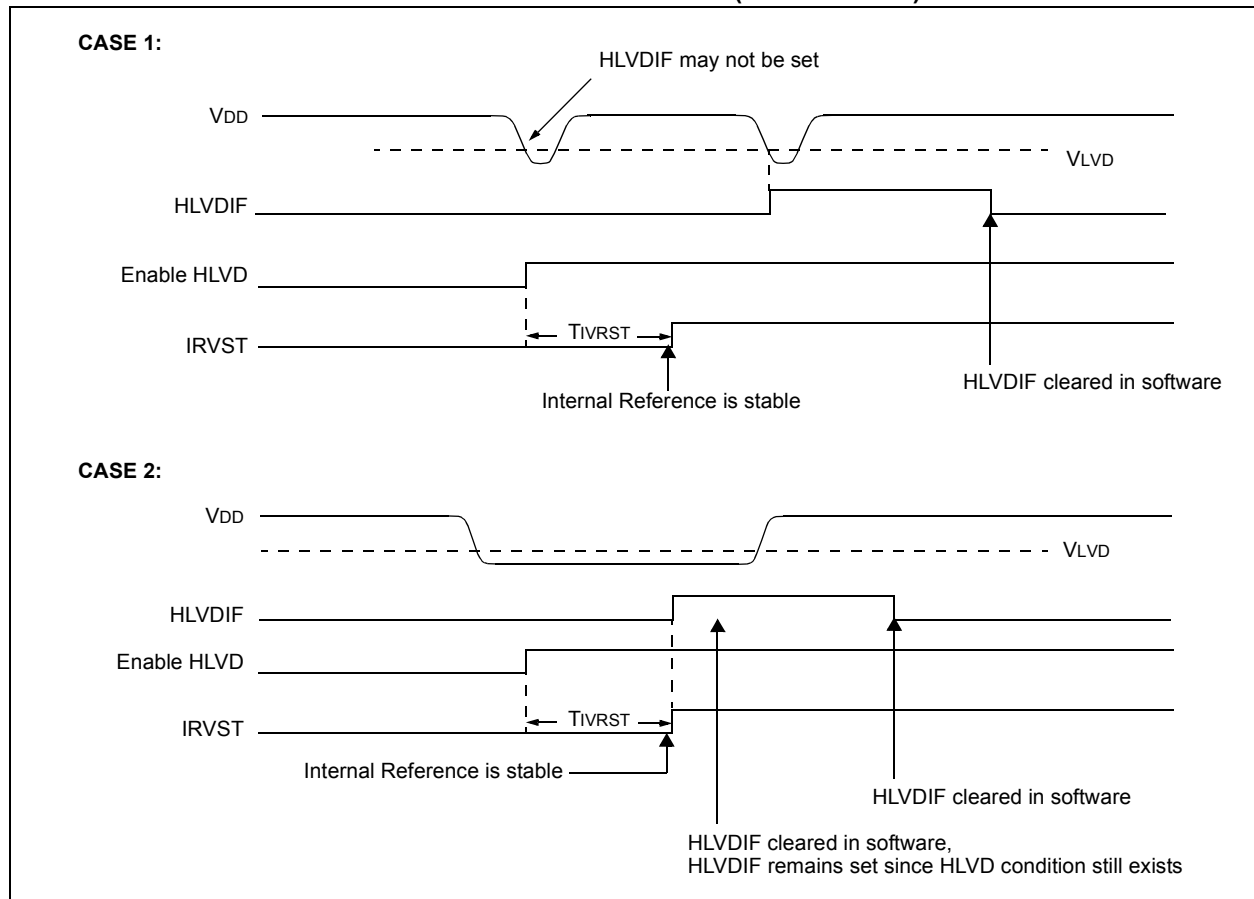 CASE 1:
HLVDIF may not be set
VDD
VLVD
HLVDIF
Enable HLVD
TIVRST
IRVST
HLVDIF cleared in software
Internal Reference is stable
CASE 2:
VDD
VLVD
HLVDIF
Enable HLVD
TIVRST
IRVST
Internal Reference is stable
HLVDIF cleared in software
HLVDIF cleared in software,
HLVDIF remains set since HLVD condition still exists